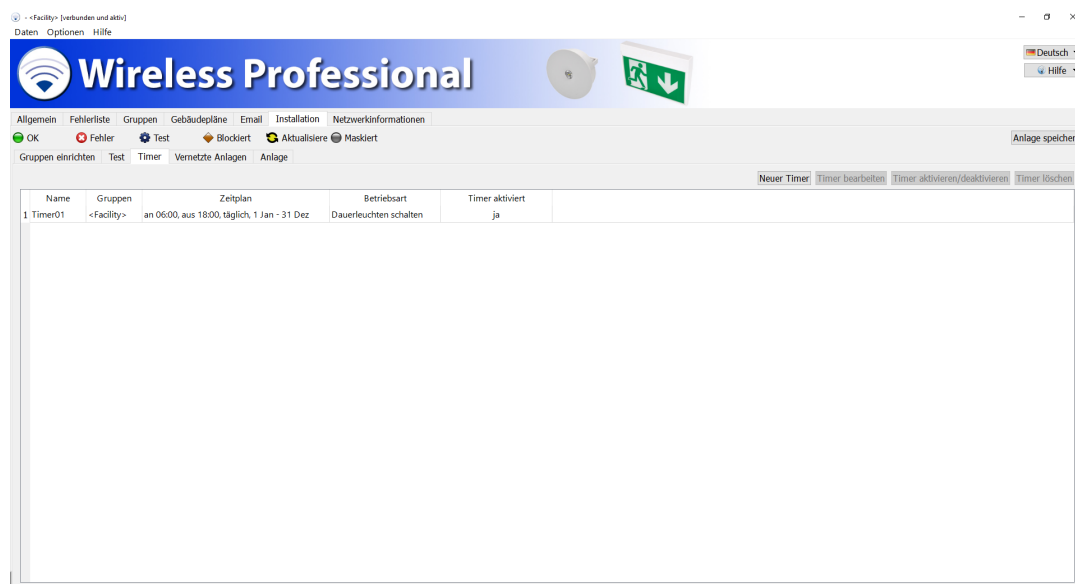 - <Facility> [verbunden und aktiv]
Daten Optionen Hilfe
Wireless Professional
Deutsch
Hilfe
Allgemein Fehlerliste Gruppen Gebäudepläne Email Installation Netzwerkinformationen
OK Fehler Test Blockiert Aktualisiere Maskiert Anlage speicher
Gruppen einrichten Test Timer Vernetzte Anlagen Anlage
Neuer Timer Timer bearbeiten Timer aktivieren/deaktivieren Timer löschen
Name Gruppen Zeitplan Betriebsart Timer aktiviert
1 Timer01 <Facility> an 06:00, aus 18:00, täglich, 1 Jan - 31 Dez Dauerleuchten schalten ja